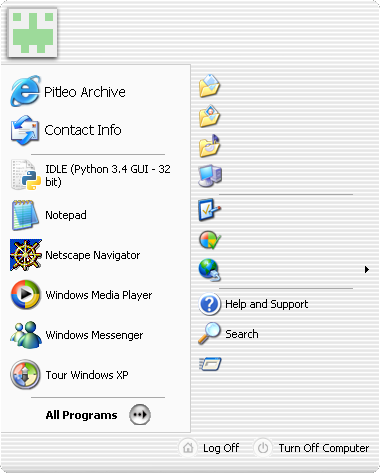 Pitleo Archive
Contact Info
IDLE (Python 3.4 GUI - 32
bit)
Notepad
Netscape Navigator
Windows Media Player
Windows Messenger
Tour Windows XP
All Programs
Help and Support
Search
Log Off
Turn Off Computer